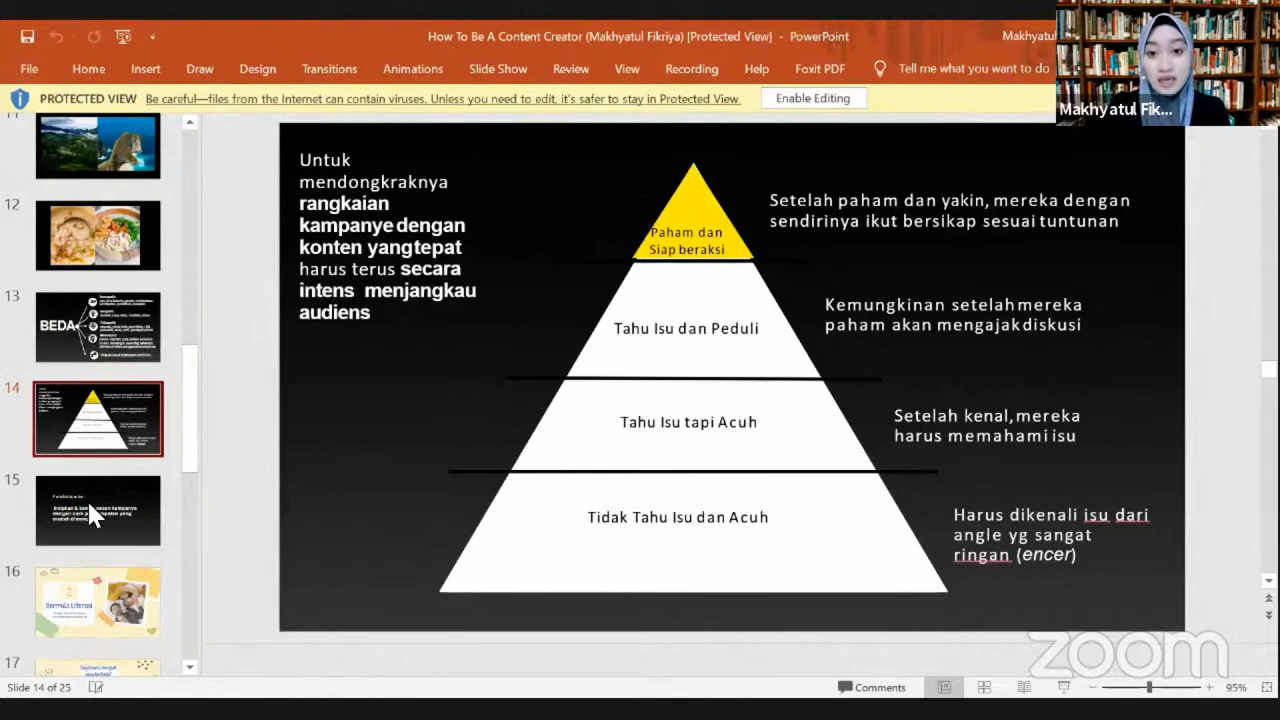 How To Be A Content Creator (Makhyatul Fikriya) [Protected View] - PowerPoint
Makhyatu
File Home Insert Draw Design Transitions Animations Slide Show Review View Recording Help Foxit PDF Tell me what you want to do
PROTECTED VIEW Be careful—files from the Internet can contain viruses. Unless you need to edit, it's safer to stay in Protected View. Enable Editing
Makhyatul Fik...
12
13
BEDA
14
15
16
Bermula Literasi
17
Untuk
mendongkraknya
rangkaian
kampanye dengan
konten yang tepat
harus terus secara
intens menjangkau
audiens
Paham dan
Siap beraksi
Setelah paham dan yakin, mereka dengan
sendirinya ikut bersikap sesuai tuntunan
Tahu Isu dan Peduli
Kemungkinan setelah mereka
paham akan mengajak diskusi
Tahu Isu tapi Acuh
Setelah kenal, mereka
harus memahami isu
Tidak Tahu Isu dan Acuh
Harus dikenali isu dari
angle yg sangat
ringan (encer)
zoom
Slide 14 of 25
Comments
95%